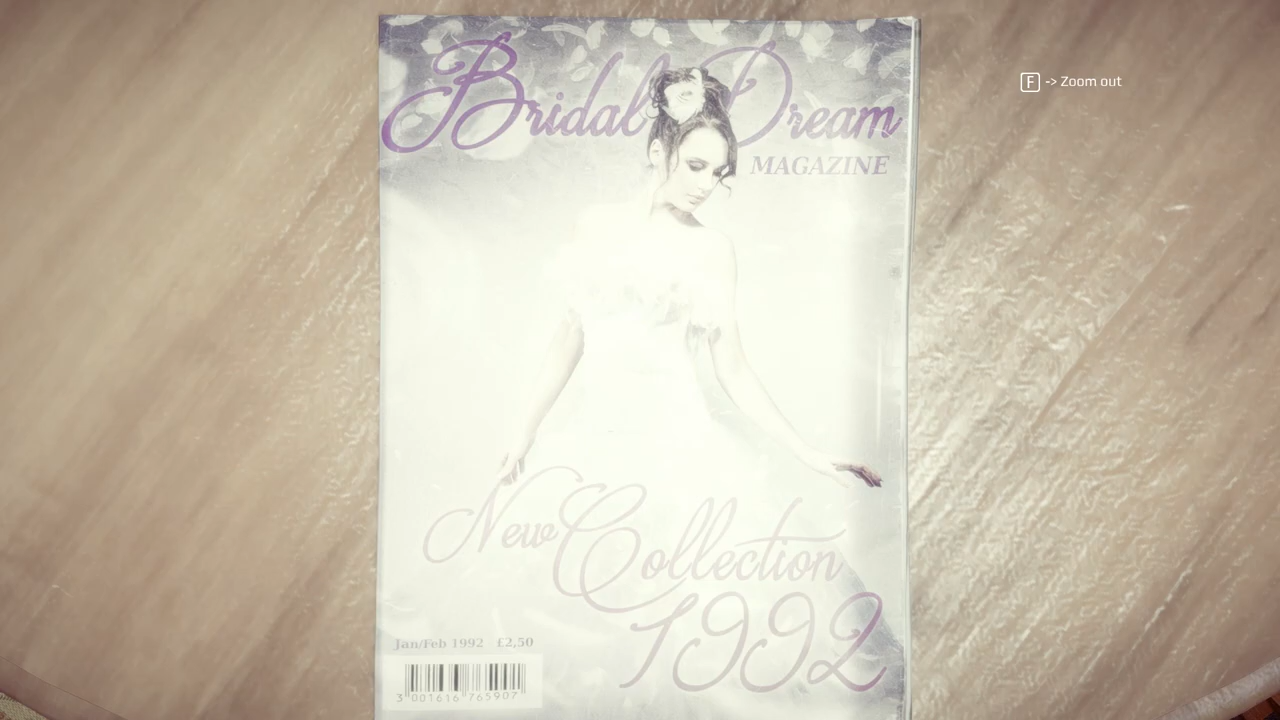 F -> Zoom out
Bridal Dream
MAGAZINE
New Collection
1992
Jan/Feb 1992 £2,50
3 001616 765907